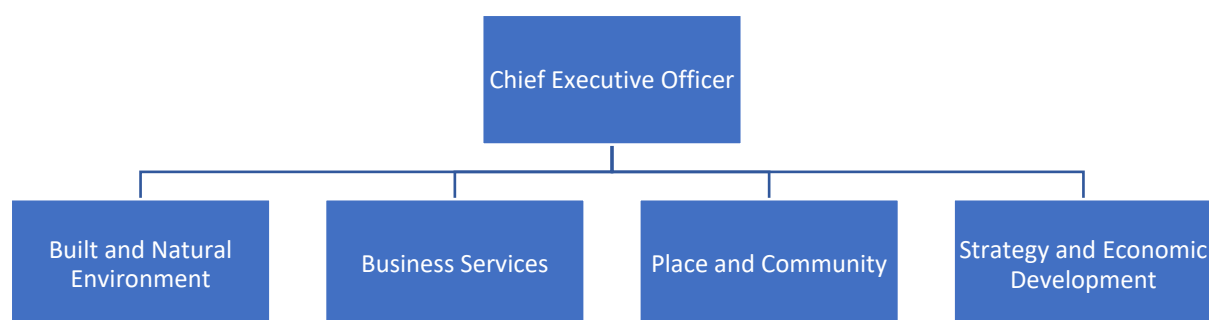 Chief Executive Officer
Built and Natural
Environment
Business Services
Place and Community
Strategy and Economic
Development